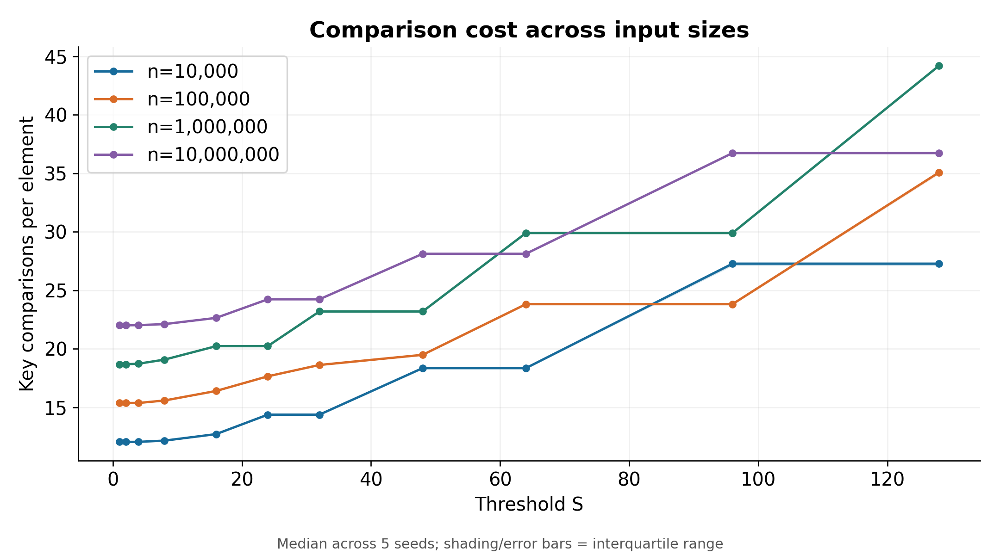 Comparison cost across input sizes
n=10,000
n=100,000
n=1,000,000
n=10,000,000
Key comparisons per element
45
40
35
30
25
20
15
0 20 40 60 80 100 120
Threshold S
Median across 5 seeds; shading/error bars = interquartile range